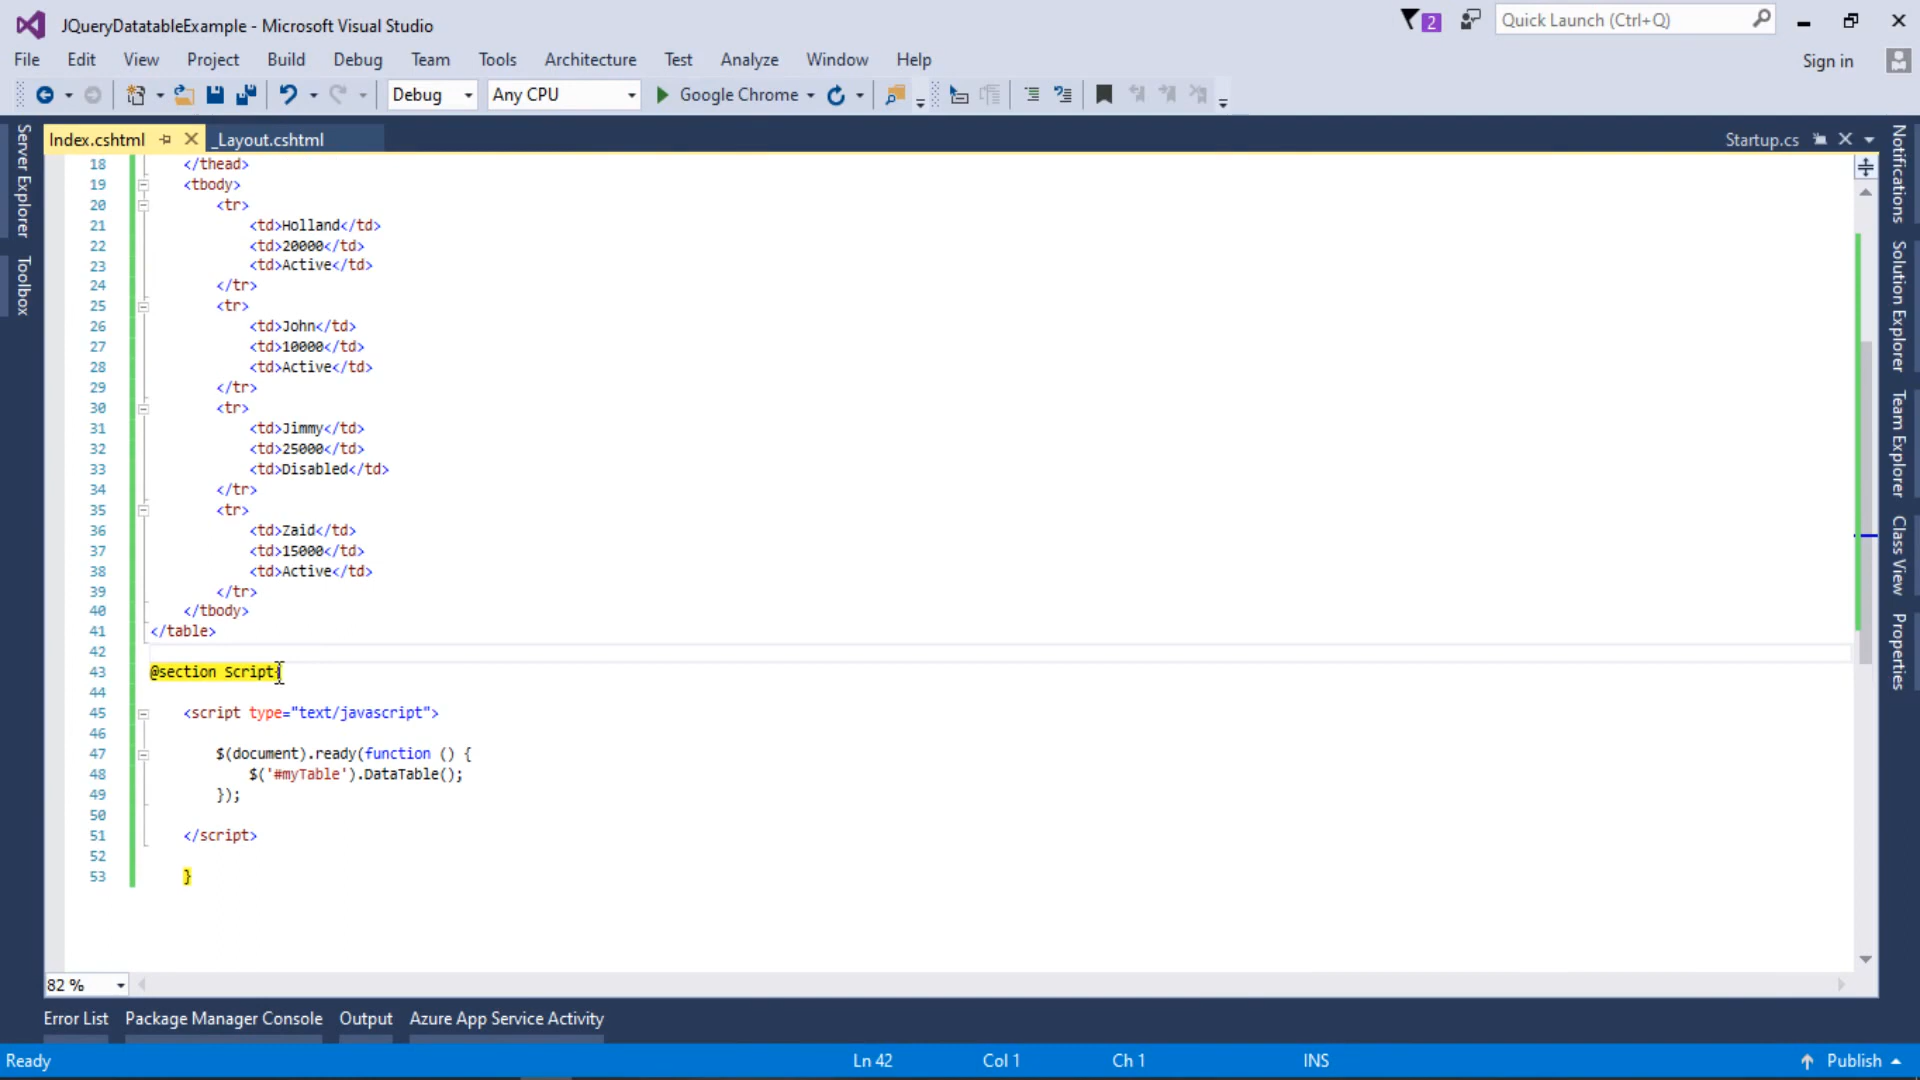 JQueryDatatableExample - Microsoft Visual Studio
2
Quick Launch (Ctrl+Q)
File Edit View Project Build Debug Team Tools Architecture Test Analyze Window Help
Sign in
Debug Any CPU Google Chrome
Index.cshtml _Layout.cshtml Startup.cs
Server Explorer
Toolbox
18 </thead>
19 <tbody>
20 <tr>
21 <td>Holland</td>
22 <td>20000</td>
23 <td>Active</td>
24 </tr>
25 <tr>
26 <td>John</td>
27 <td>10000</td>
28 <td>Active</td>
29 </tr>
30 <tr>
31 <td>Jimmy</td>
32 <td>25000</td>
33 <td>Disabled</td>
34 </tr>
35 <tr>
36 <td>Zaid</td>
37 <td>15000</td>
38 <td>Active</td>
39 </tr>
40 </tbody>
41 </table>
42
43 @section Script{
44
45 <script type="text/javascript">
46
47 $(document).ready(function () {
48 $('#myTable').DataTable();
49 });
50
51 </script>
52
53 }
Notifications
Solution Explorer
Team Explorer
Class View
Properties
82 %
Error List Package Manager Console Output Azure App Service Activity
Ready Ln 42 Col 1 Ch 1 INS Publish